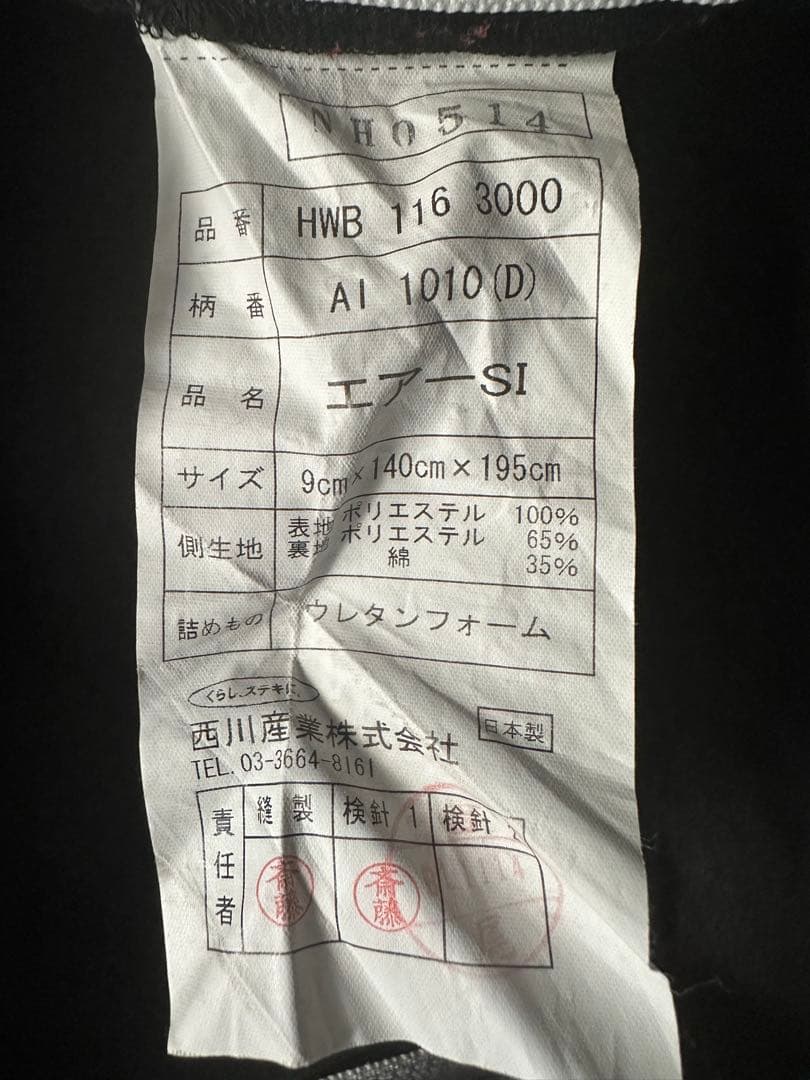 NH0514
品番 HWB 116 3000
柄番 AI 1010(D)
品名 エアーSI
サイズ 9cm×140cm×195cm
側生地 表地 ポリエステル 100%
裏地 ポリエステル 65%
綿 35%
詰めもの ウレタンフォーム
くらし、ステキに。
西川産業株式会社 日本製
TEL. 03-3664-8161
責任者 縫製 検針 1 検針
斎藤 斎藤